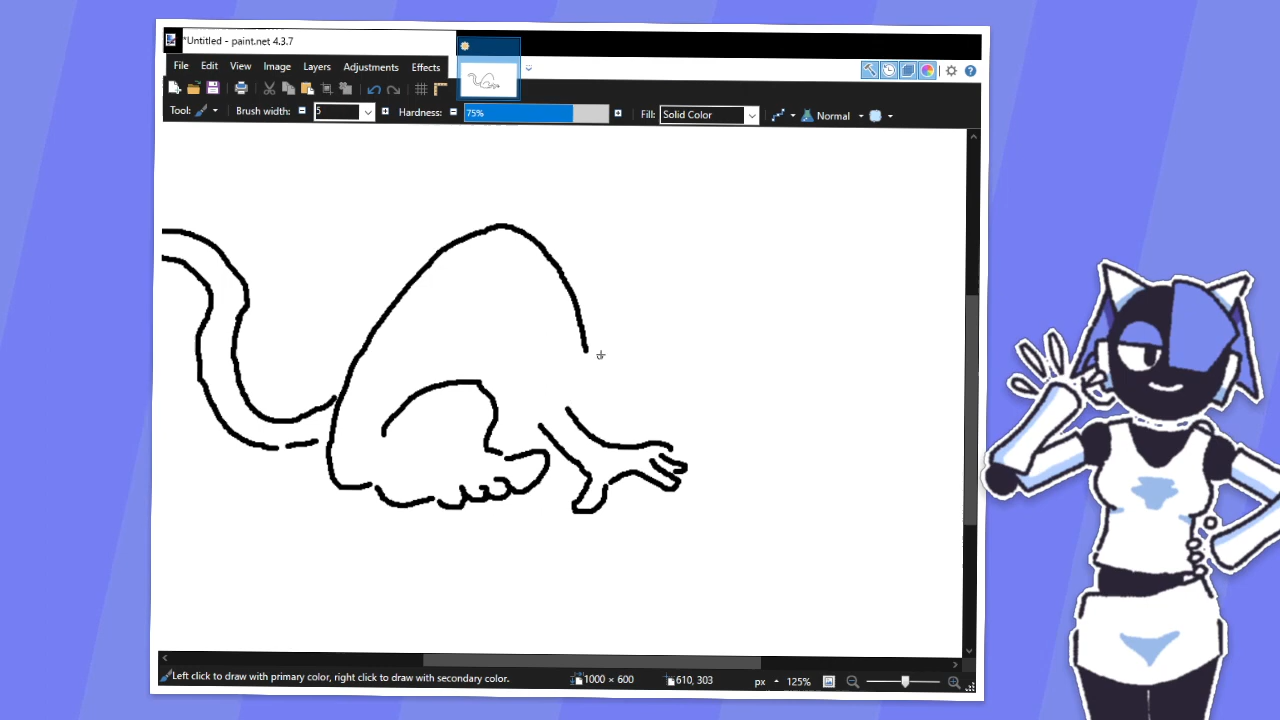 *Untitled - paint.net 4.3.7
File Edit View Image Layers Adjustments Effects
Tool: Brush width: 5 Hardness: 75% Fill: Solid Color Normal
Left click to draw with primary color, right click to draw with secondary color. 1000 × 600 610, 303 px 125%